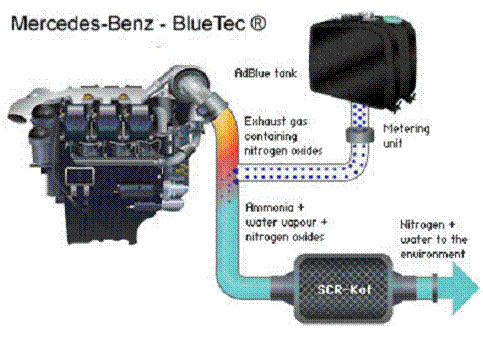 Mercedes-Benz - BlueTec ®
AdBlue tank
Exhaust gas
containing
nitrogen oxides
Metering
unit
Ammonia +
water vapour +
nitrogen oxides
Nitrogen +
water to the
environment
SCR-Kat